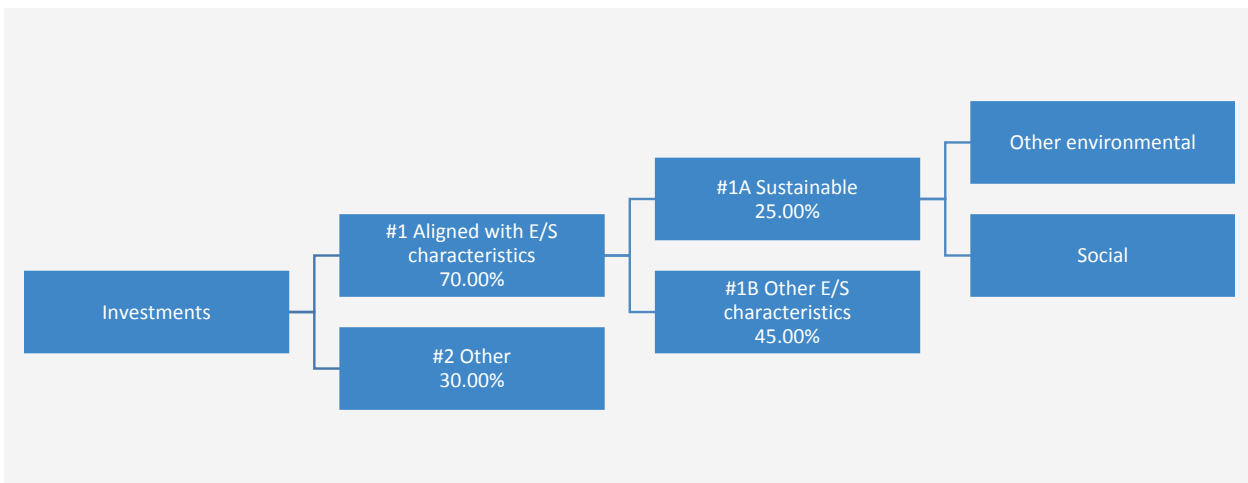 Investments
#1 Aligned with E/S
characteristics
70.00%
#2 Other
30.00%
#1A Sustainable
25.00%
#1B Other E/S
characteristics
45.00%
Other environmental
Social